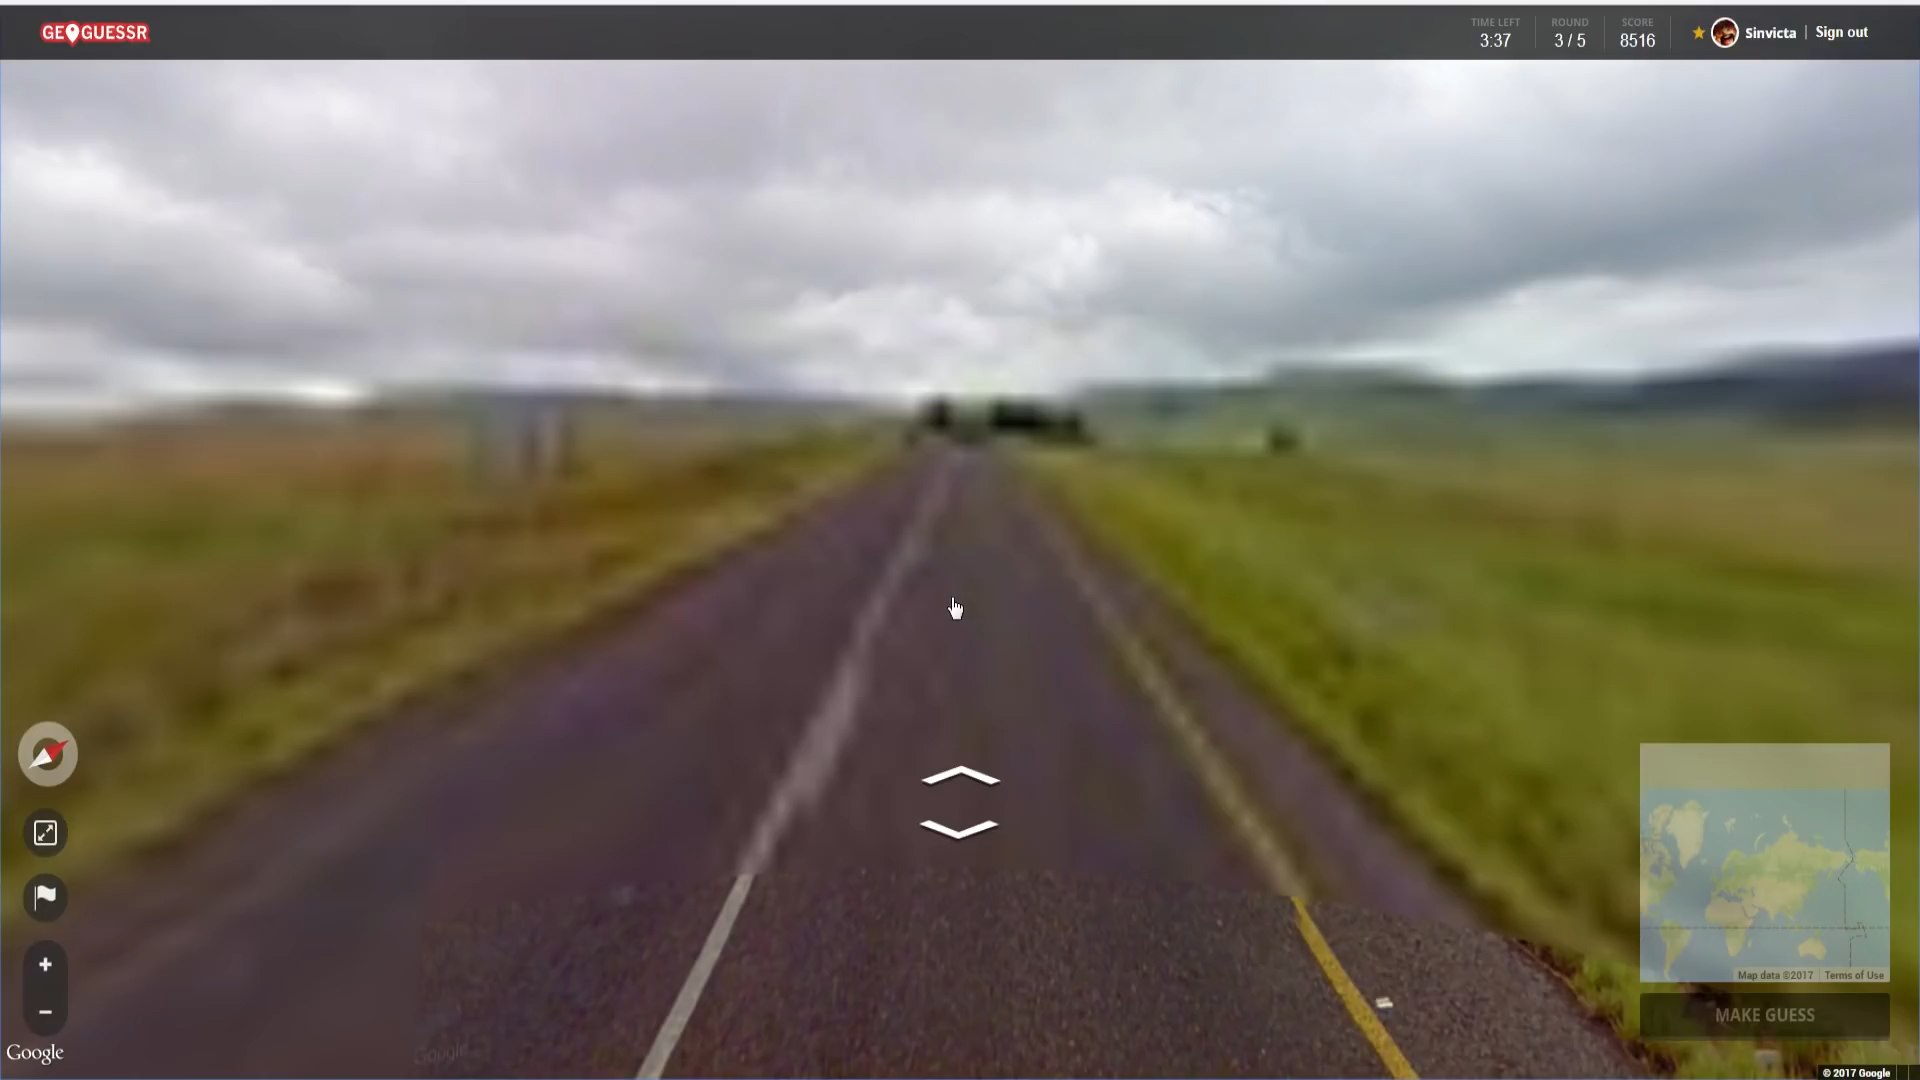 GEOGUESSR
TIME LEFT
3:37
ROUND
3 / 5
SCORE
8516
Sinvicta | Sign out
Map data ©2017 Terms of Use
MAKE GUESS
Google
Google
© 2017 Google